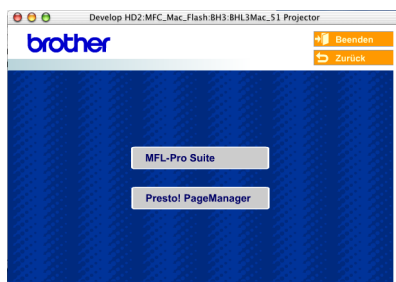 Develop HD2:MFC_Mac_Flash:BH3:BHL3Mac_51 Projector
brother
Beenden
Zurück
MFL-Pro Suite
Presto! PageManager